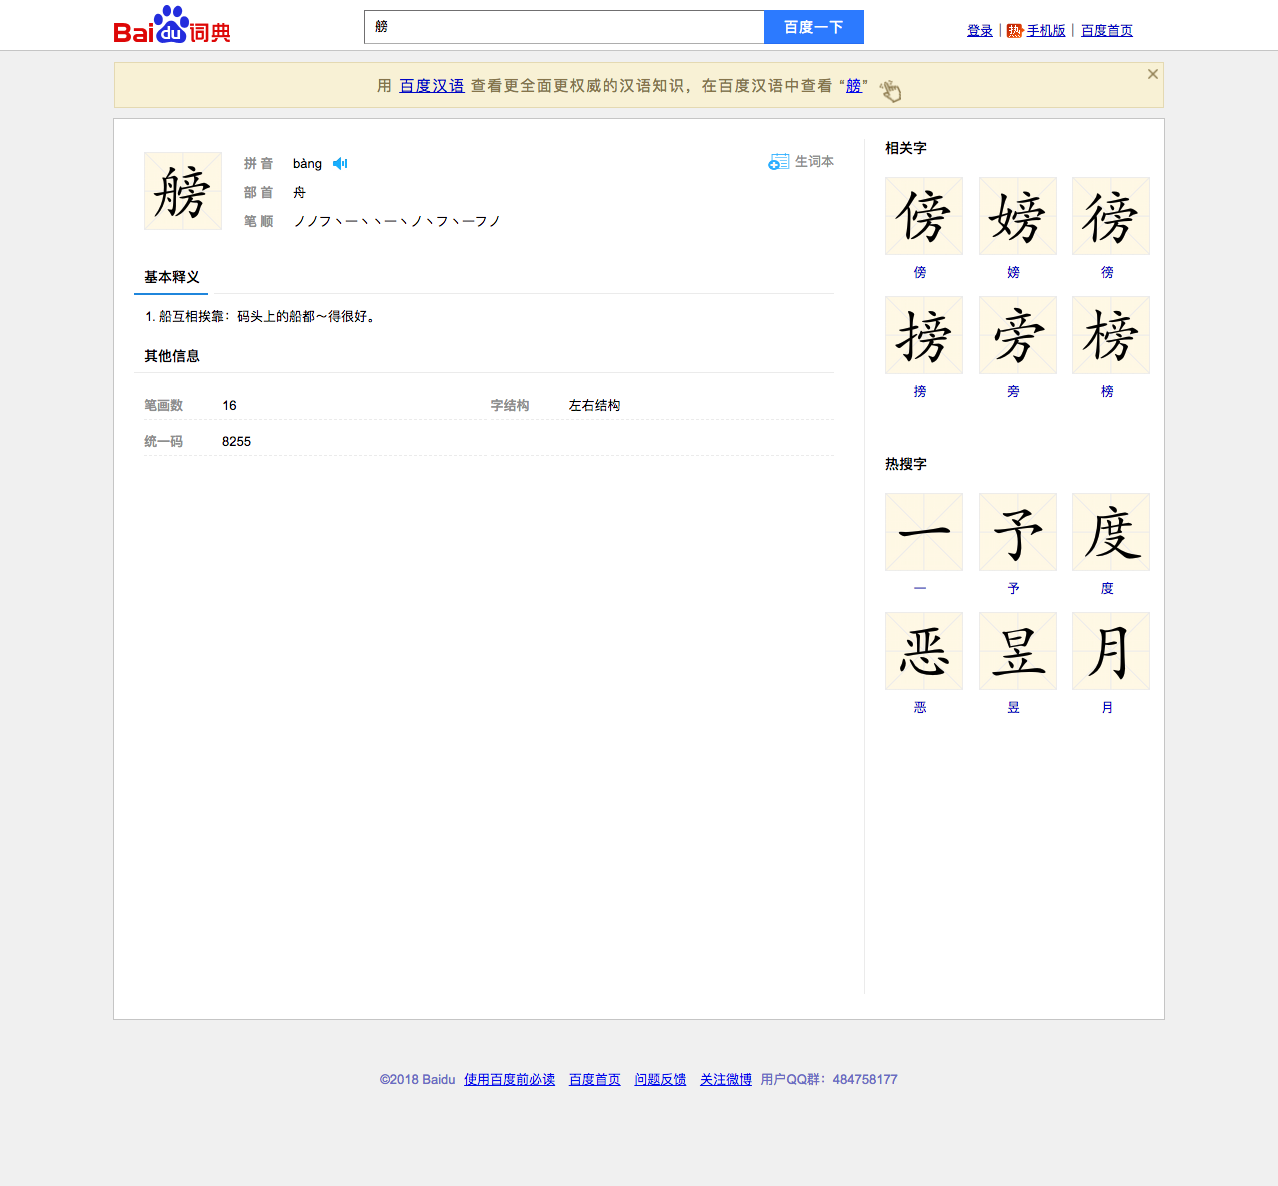 Bai du 词典
艕
百度一下
登录 | 热 手机版 | 百度首页
用 百度汉语 查看更全面更权威的汉语知识，在百度汉语中查看 “艕”
艕
拼 音 bàng
生词本
部 首 舟
笔 顺 ノノフ丶一丶丶一丶ノ丶フ丶一フノ
基本释义
1. 船互相挨靠：码头上的船都～得很好。
其他信息
笔画数 16 字结构 左右结构
统一码 8255
相关字
傍 嫎 徬
傍 嫎 徬
搒 旁 榜
搒 旁 榜
热搜字
一 予 度
一 予 度
恶 昱 月
恶 昱 月
©2018 Baidu 使用百度前必读 百度首页 问题反馈 关注微博 用户QQ群：484758177